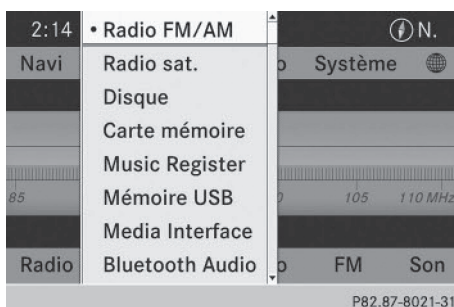 2:14 • Radio FM/AM N.
Navi Radio sat. o Système
Disque
Carte mémoire
Music Register
85 Mémoire USB 0 105 110 MHz
Media Interface
Radio Bluetooth Audio o FM Son
P82.87-8021-31